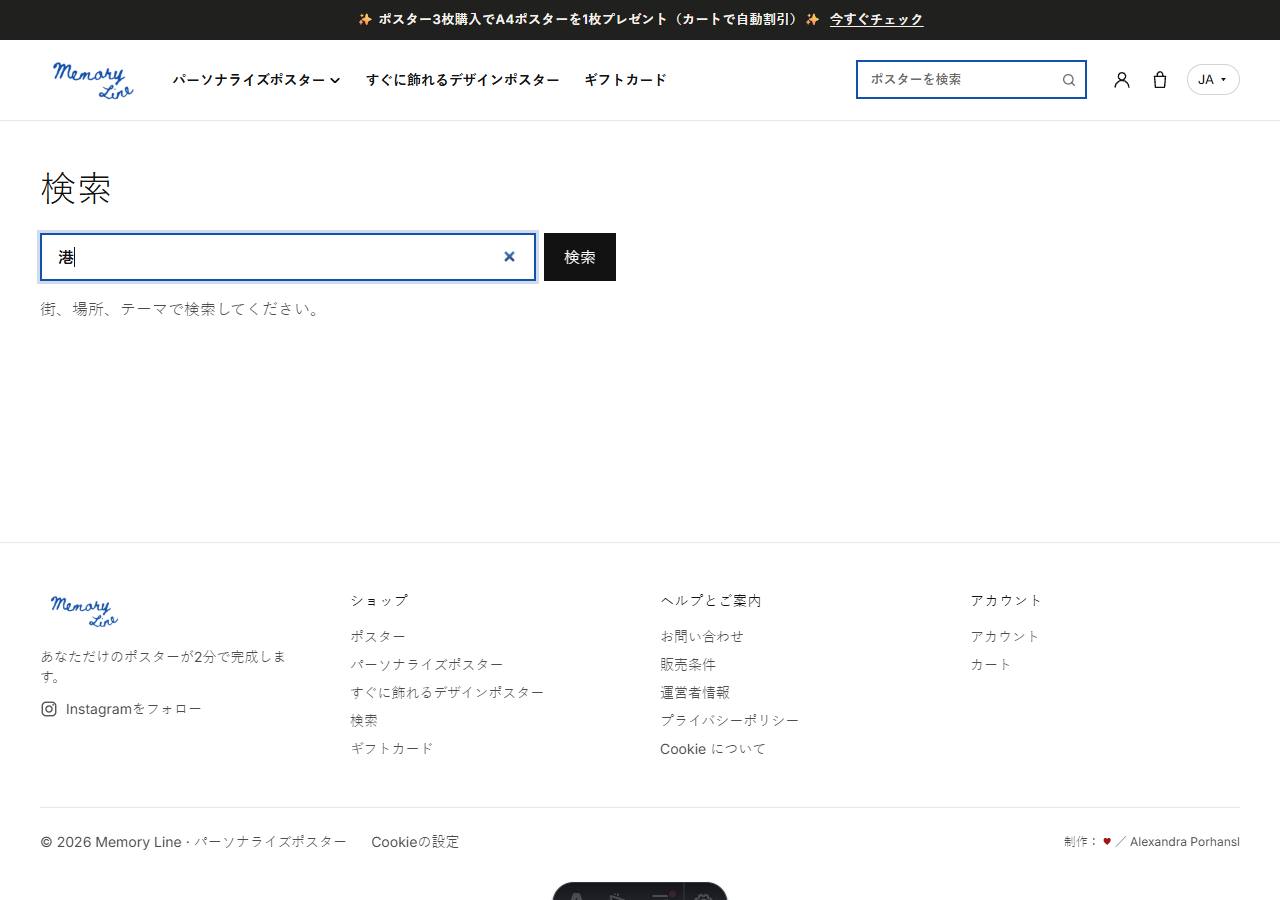 ✨ ポスター3枚購入でA4ポスターを1枚プレゼント（カートで自動割引）✨ 今すぐチェック
Memory Line
パーソナライズポスター すぐに飾れるデザインポスター ギフトカード ポスターを検索 JA
検索
港 × 検索
街、場所、テーマで検索してください。
Memory Line
あなただけのポスターが2分で完成しま
す。
Instagramをフォロー
ショップ
ポスター
パーソナライズポスター
すぐに飾れるデザインポスター
検索
ギフトカード
ヘルプとご案内
お問い合わせ
販売条件
運営者情報
プライバシーポリシー
Cookie について
アカウント
アカウント
カート
© 2026 Memory Line · パーソナライズポスター Cookieの設定
制作： ♥ ／ Alexandra Porhansl